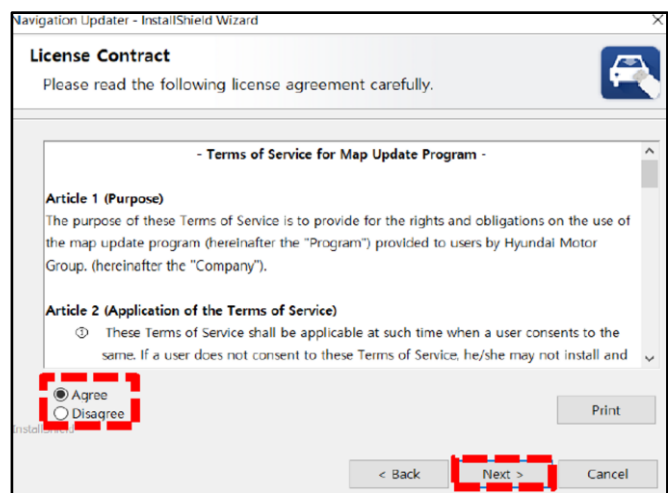 Navigation Updater - InstallShield Wizard
License Contract
Please read the following license agreement carefully.
- Terms of Service for Map Update Program -
Article 1 (Purpose)
The purpose of these Terms of Service is to provide for the rights and obligations on the use of
the map update program (hereinafter the "Program") provided to users by Hyundai Motor
Group. (hereinafter the "Company").
Article 2 (Application of the Terms of Service)
① These Terms of Service shall be applicable at such time when a user consents to the
same. If a user does not consent to these Terms of Service, he/she may not install and
Agree
Disagree
InstallShield
Print
< Back
Next >
Cancel